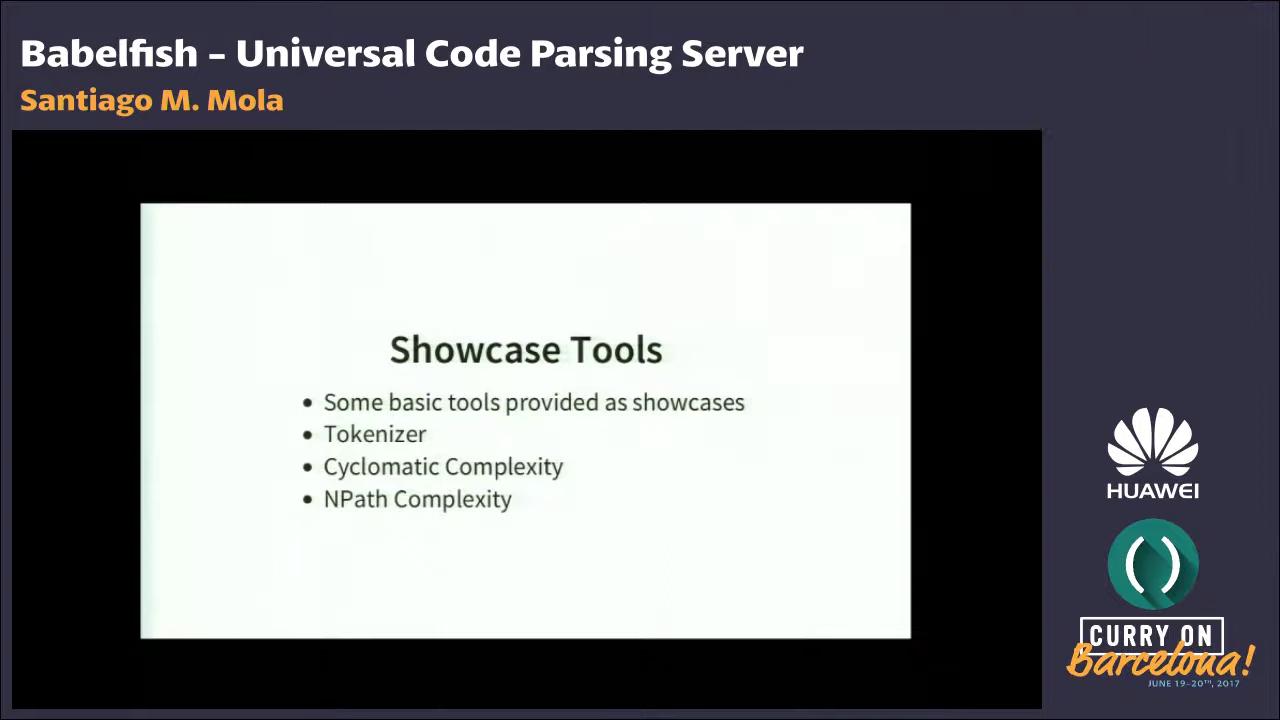 Babelfish – Universal Code Parsing Server
Santiago M. Mola
Showcase Tools
• Some basic tools provided as showcases
• Tokenizer
• Cyclomatic Complexity
• NPath Complexity
HUAWEI
( )
CURRY ON
Barcelona!
JUNE 19-20TH, 2017